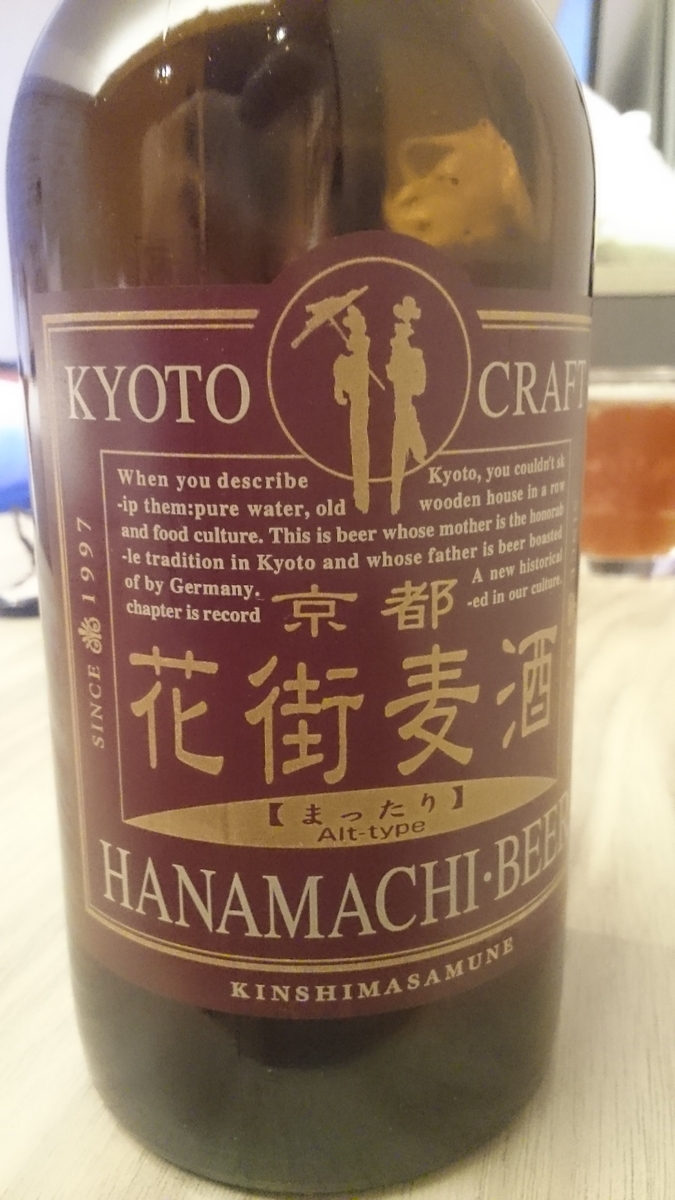 KYOTO CRAFT
When you describe Kyoto, you couldn't sk
-ip them:pure water, old wooden house in a row
and food culture. This is beer whose mother is the honorab
-le tradition in Kyoto and whose father is beer boasted
of by Germany. A new historical
chapter is record -ed in our culture.
SINCE 1997
京都
花街麦酒
【まったり】
Alt-type
HANAMACHI·BEER
KINSHIMASAMUNE